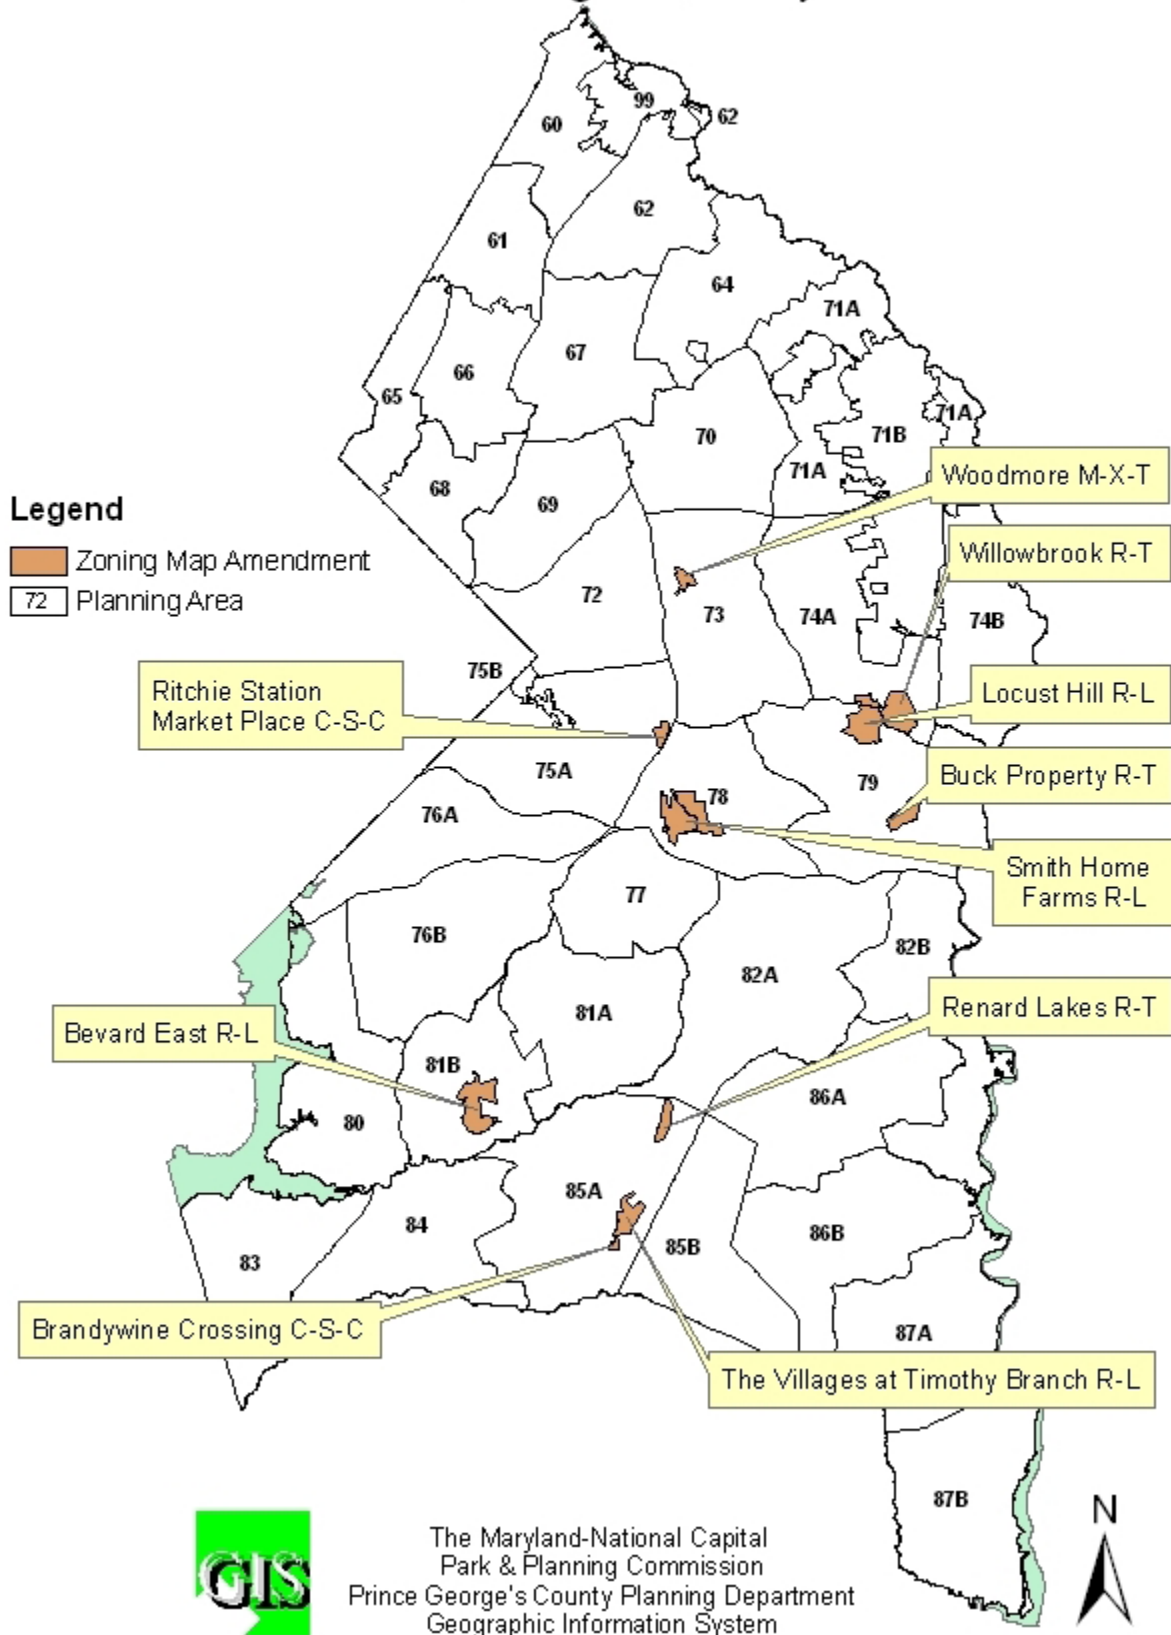 60
99
62
62
61
64
71A
67
66
65
71A
71B
70
71A
68
69
Woodmore M-X-T
Legend
Zoning Map Amendment
72 Planning Area
Willowbrook R-T
72
73
74A
74B
75B
Ritchie Station
Market Place C-S-C
Locust Hill R-L
75A
79
Buck Property R-T
78
76A
Smith Home
Farms R-L
77
76B
82B
82A
Renard Lakes R-T
81A
Bevard East R-L
81B
86A
80
85A
84
86B
85B
83
Brandywine Crossing C-S-C
87A
The Villages at Timothy Branch R-L
87B
N
GIS
The Maryland-National Capital
Park & Planning Commission
Prince George's County Planning Department
Geographic Information System